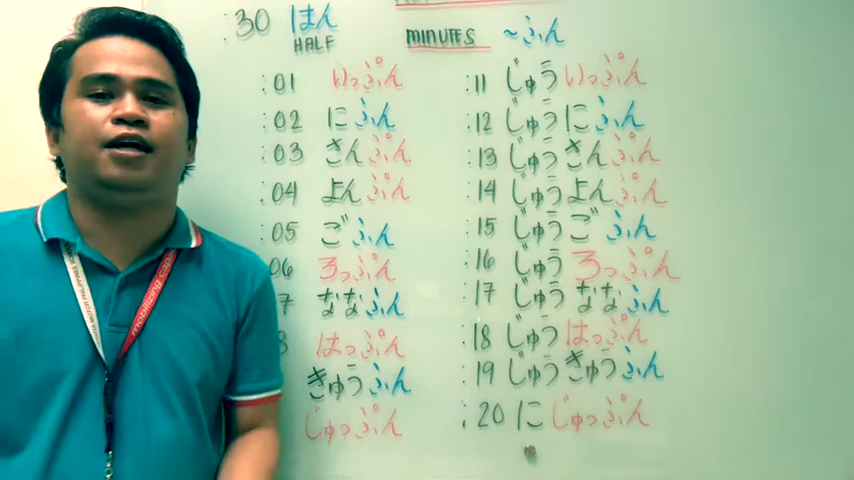 :30 はん
HALF
MINUTES ~ふん
:01 いっぷん
:02 にふん
:03 さんぷん
:04 よんぷん
:05 ごふん
06 ろっぷん
7 ななふん
はっぷん
きゅうふん
じゅっぷん
:11 じゅういっぷん
:12 じゅうにふん
:13 じゅうさんぷん
:14 じゅうよんぷん
:15 じゅうごふん
:16 じゅうろっぷん
:17 じゅうななふん
:18 じゅうはっぷん
:19 じゅうきゅうふん
:20 にじゅっぷん